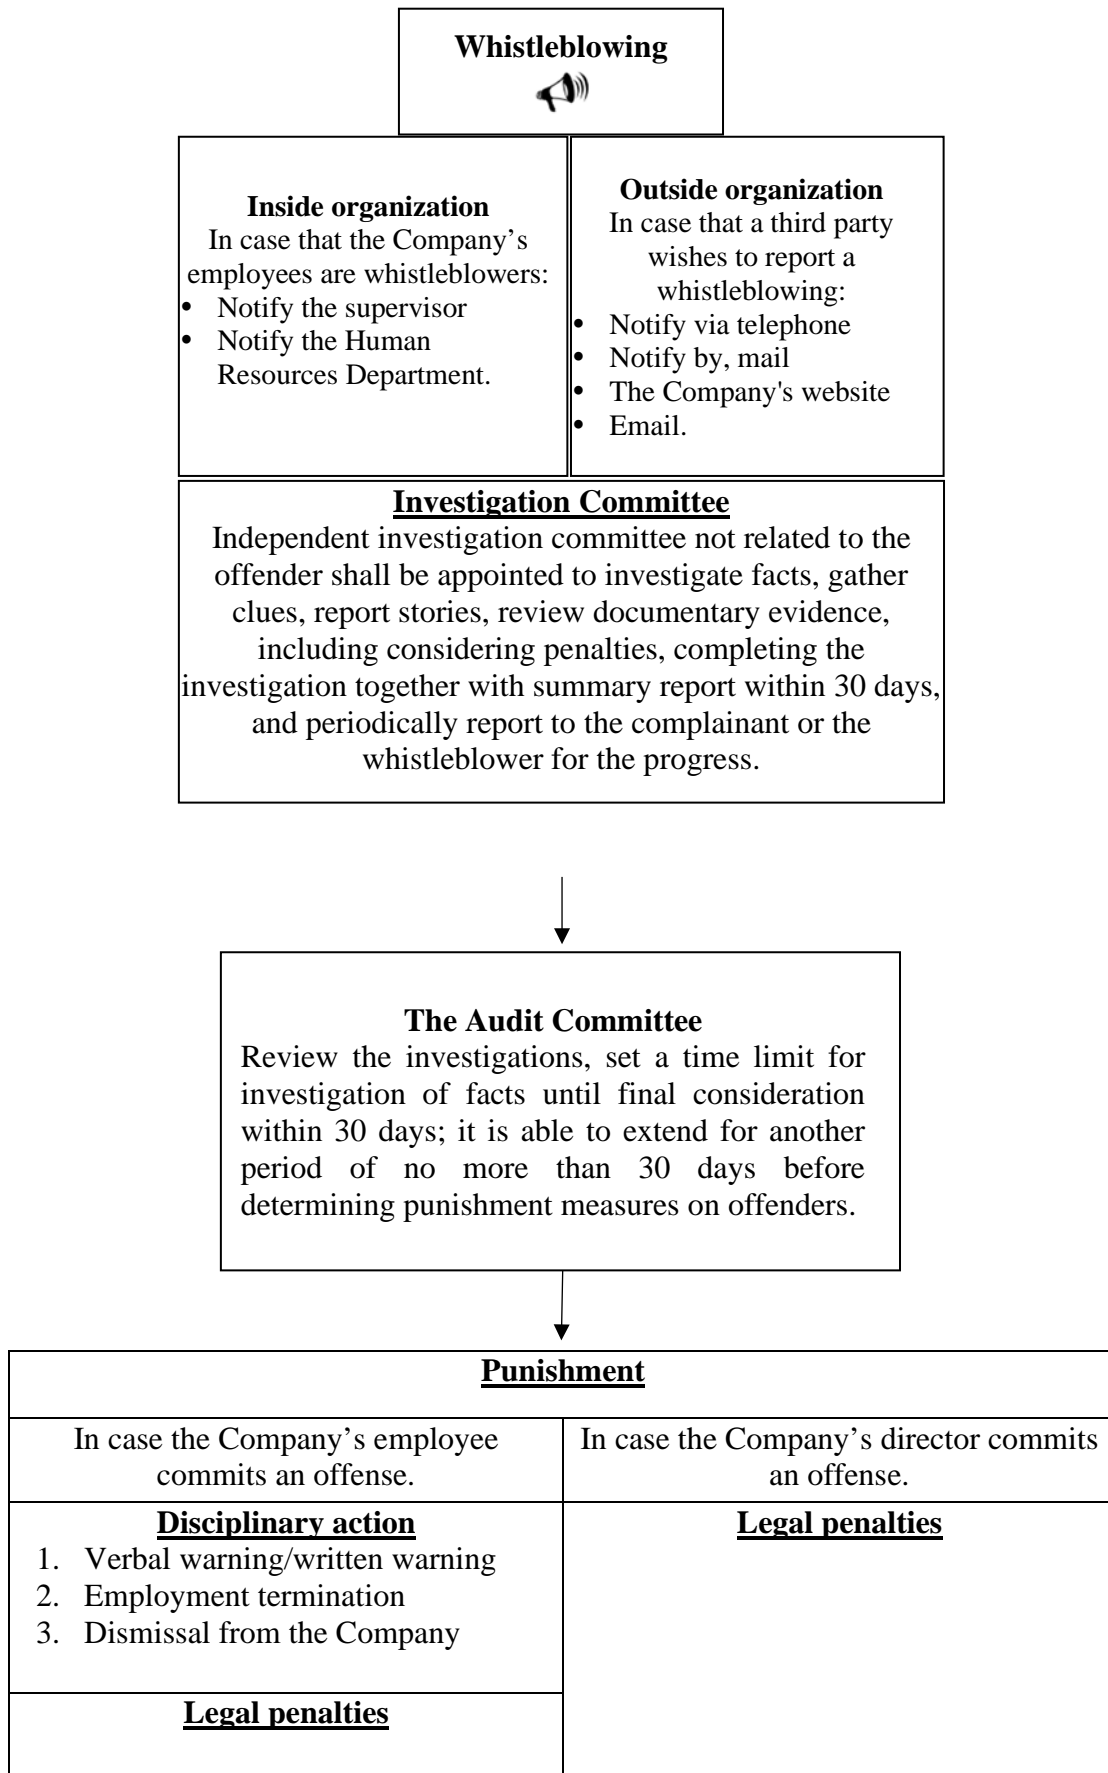 Whistleblowing
Inside organization
In case that the Company’s
employees are whistleblowers:
• Notify the supervisor
• Notify the Human
Resources Department.
Outside organization
In case that a third party
wishes to report a
whistleblowing:
• Notify via telephone
• Notify by, mail
• The Company's website
• Email.
Investigation Committee
Independent investigation committee not related to the
offender shall be appointed to investigate facts, gather
clues, report stories, review documentary evidence,
including considering penalties, completing the
investigation together with summary report within 30 days,
and periodically report to the complainant or the
whistleblower for the progress.
The Audit Committee
Review the investigations, set a time limit for
investigation of facts until final consideration
within 30 days; it is able to extend for another
period of no more than 30 days before
determining punishment measures on offenders.
Punishment
In case the Company’s employee
commits an offense.
In case the Company’s director commits
an offense.
Disciplinary action
1. Verbal warning/written warning
2. Employment termination
3. Dismissal from the Company
Legal penalties
Legal penalties